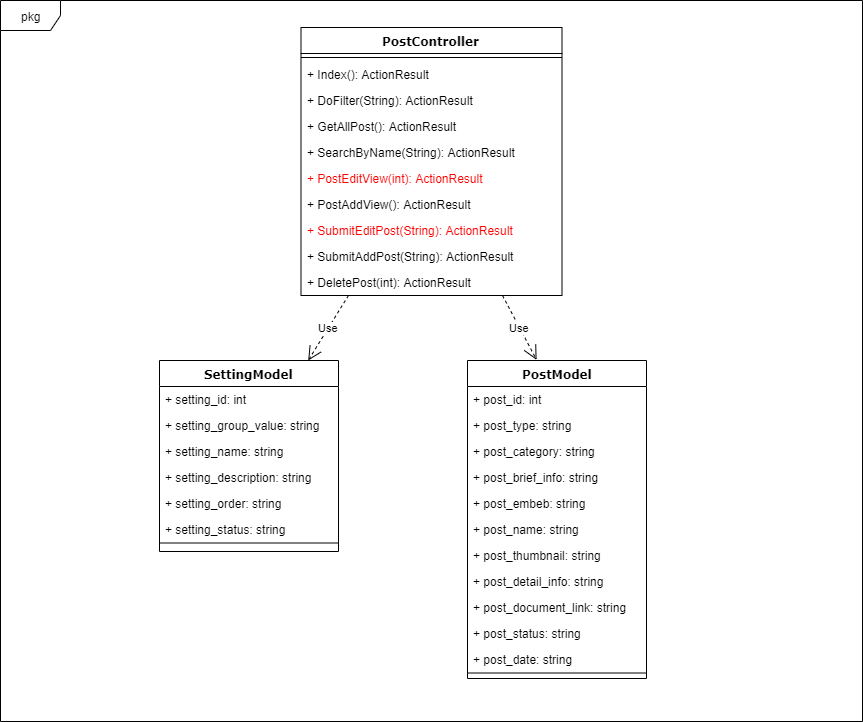 pkg
PostController
+ Index(): ActionResult
+ DoFilter(String): ActionResult
+ GetAllPost(): ActionResult
+ SearchByName(String): ActionResult
+ PostEditView(int): ActionResult
+ PostAddView(): ActionResult
+ SubmitEditPost(String): ActionResult
+ SubmitAddPost(String): ActionResult
+ DeletePost(int): ActionResult
Use
Use
SettingModel
+ setting_id: int
+ setting_group_value: string
+ setting_name: string
+ setting_description: string
+ setting_order: string
+ setting_status: string
PostModel
+ post_id: int
+ post_type: string
+ post_category: string
+ post_brief_info: string
+ post_embeb: string
+ post_name: string
+ post_thumbnail: string
+ post_detail_info: string
+ post_document_link: string
+ post_status: string
+ post_date: string